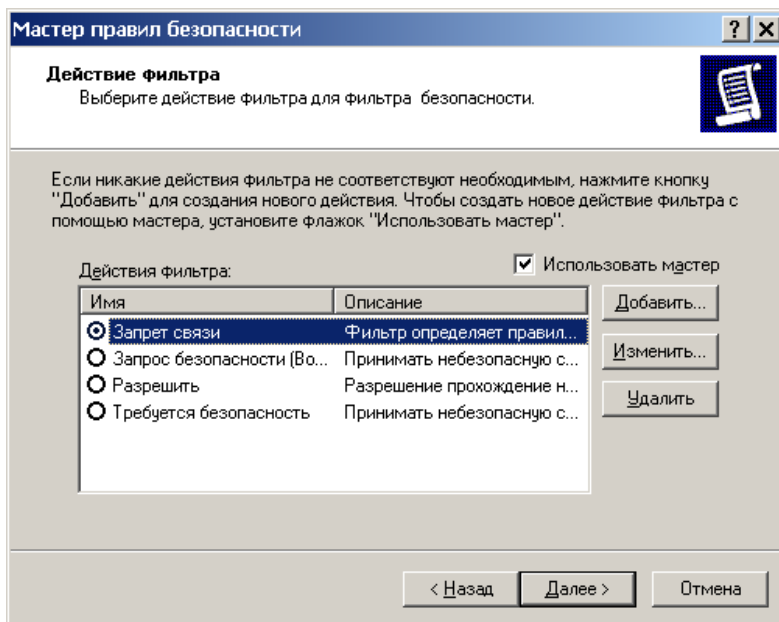 Мастер правил безопасности
Действие фильтра
Выберите действие фильтра для фильтра безопасности.
Если никакие действия фильтра не соответствуют необходимым, нажмите кнопку
"Добавить" для создания нового действия. Чтобы создать новое действие фильтра с
помощью мастера, установите флажок "Использовать мастер".
Действия фильтра:
Использовать мастер
Имя Описание
Запрет связи Фильтр определяет правил...
Запрос безопасности (Во... Принимать небезопасную с...
Разрешить Разрешение прохождение н...
Требуется безопасность Принимать небезопасную с...
Добавить...
Изменить...
Удалить
< Назад Далее > Отмена